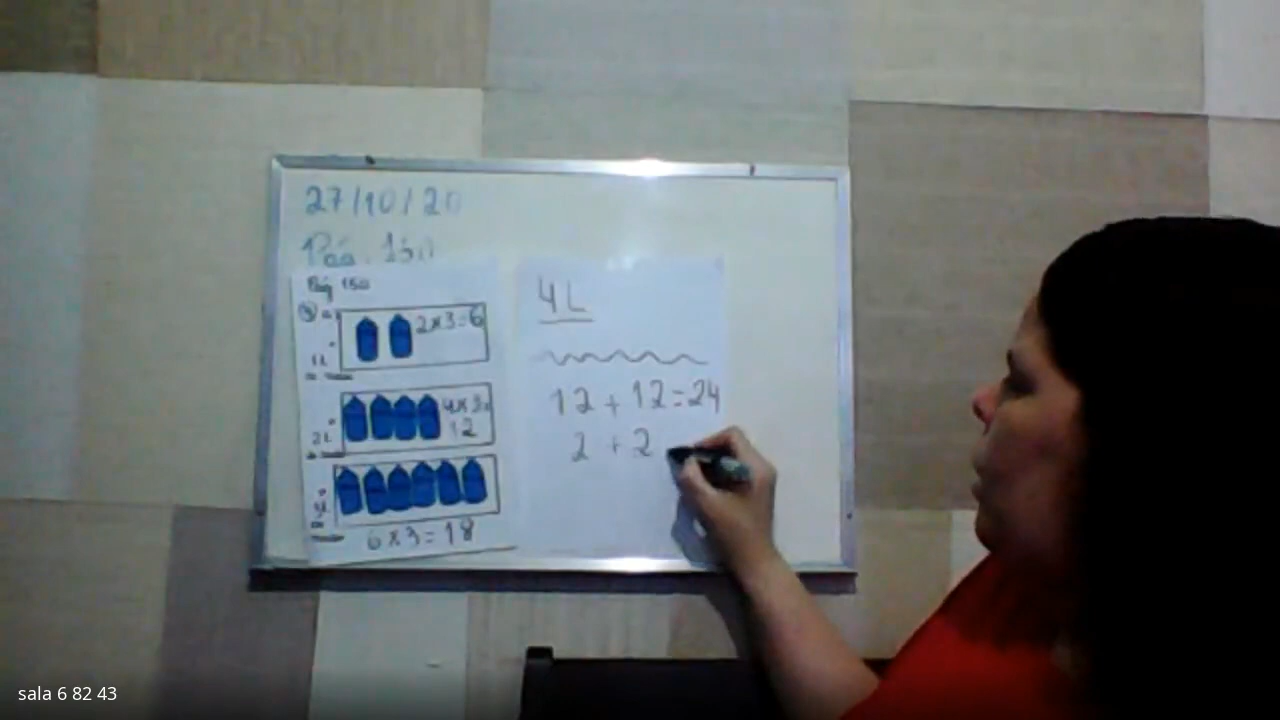 27/10/20
Pág. 150
Pág 150
2x3=6
1L
4x3=
12
2L
3L
6x3=18
4L
12+12=24
2+2
sala 6 82 43